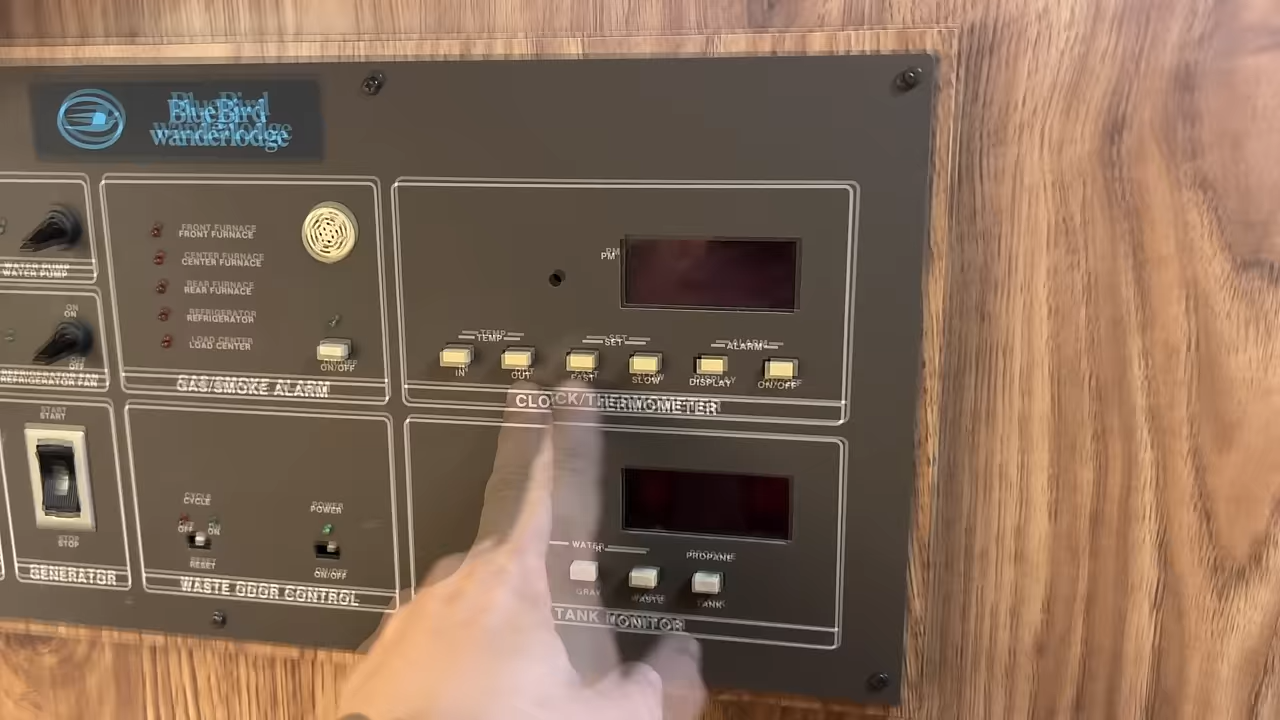 BlueBird
wanderlodge
WATER PUMP
ON
OFF
REFRIGERATOR FAN
START
STOP
GENERATOR
FRONT FURNACE
CENTER FURNACE
REAR FURNACE
REFRIGERATOR
LOAD CENTER
ON/OFF
GAS/SMOKE ALARM
CYCLE
OFF
ON
RESET
POWER
ON/OFF
WASTE ODOR CONTROL
PM
TEMP
SET
ALARM
IN
OUT
FAST
SLOW
DISPLAY
ON/OFF
CLOCK/THERMOMETER
WATER
PROPANE
GRAY
WASTE
TANK
TANK MONITOR